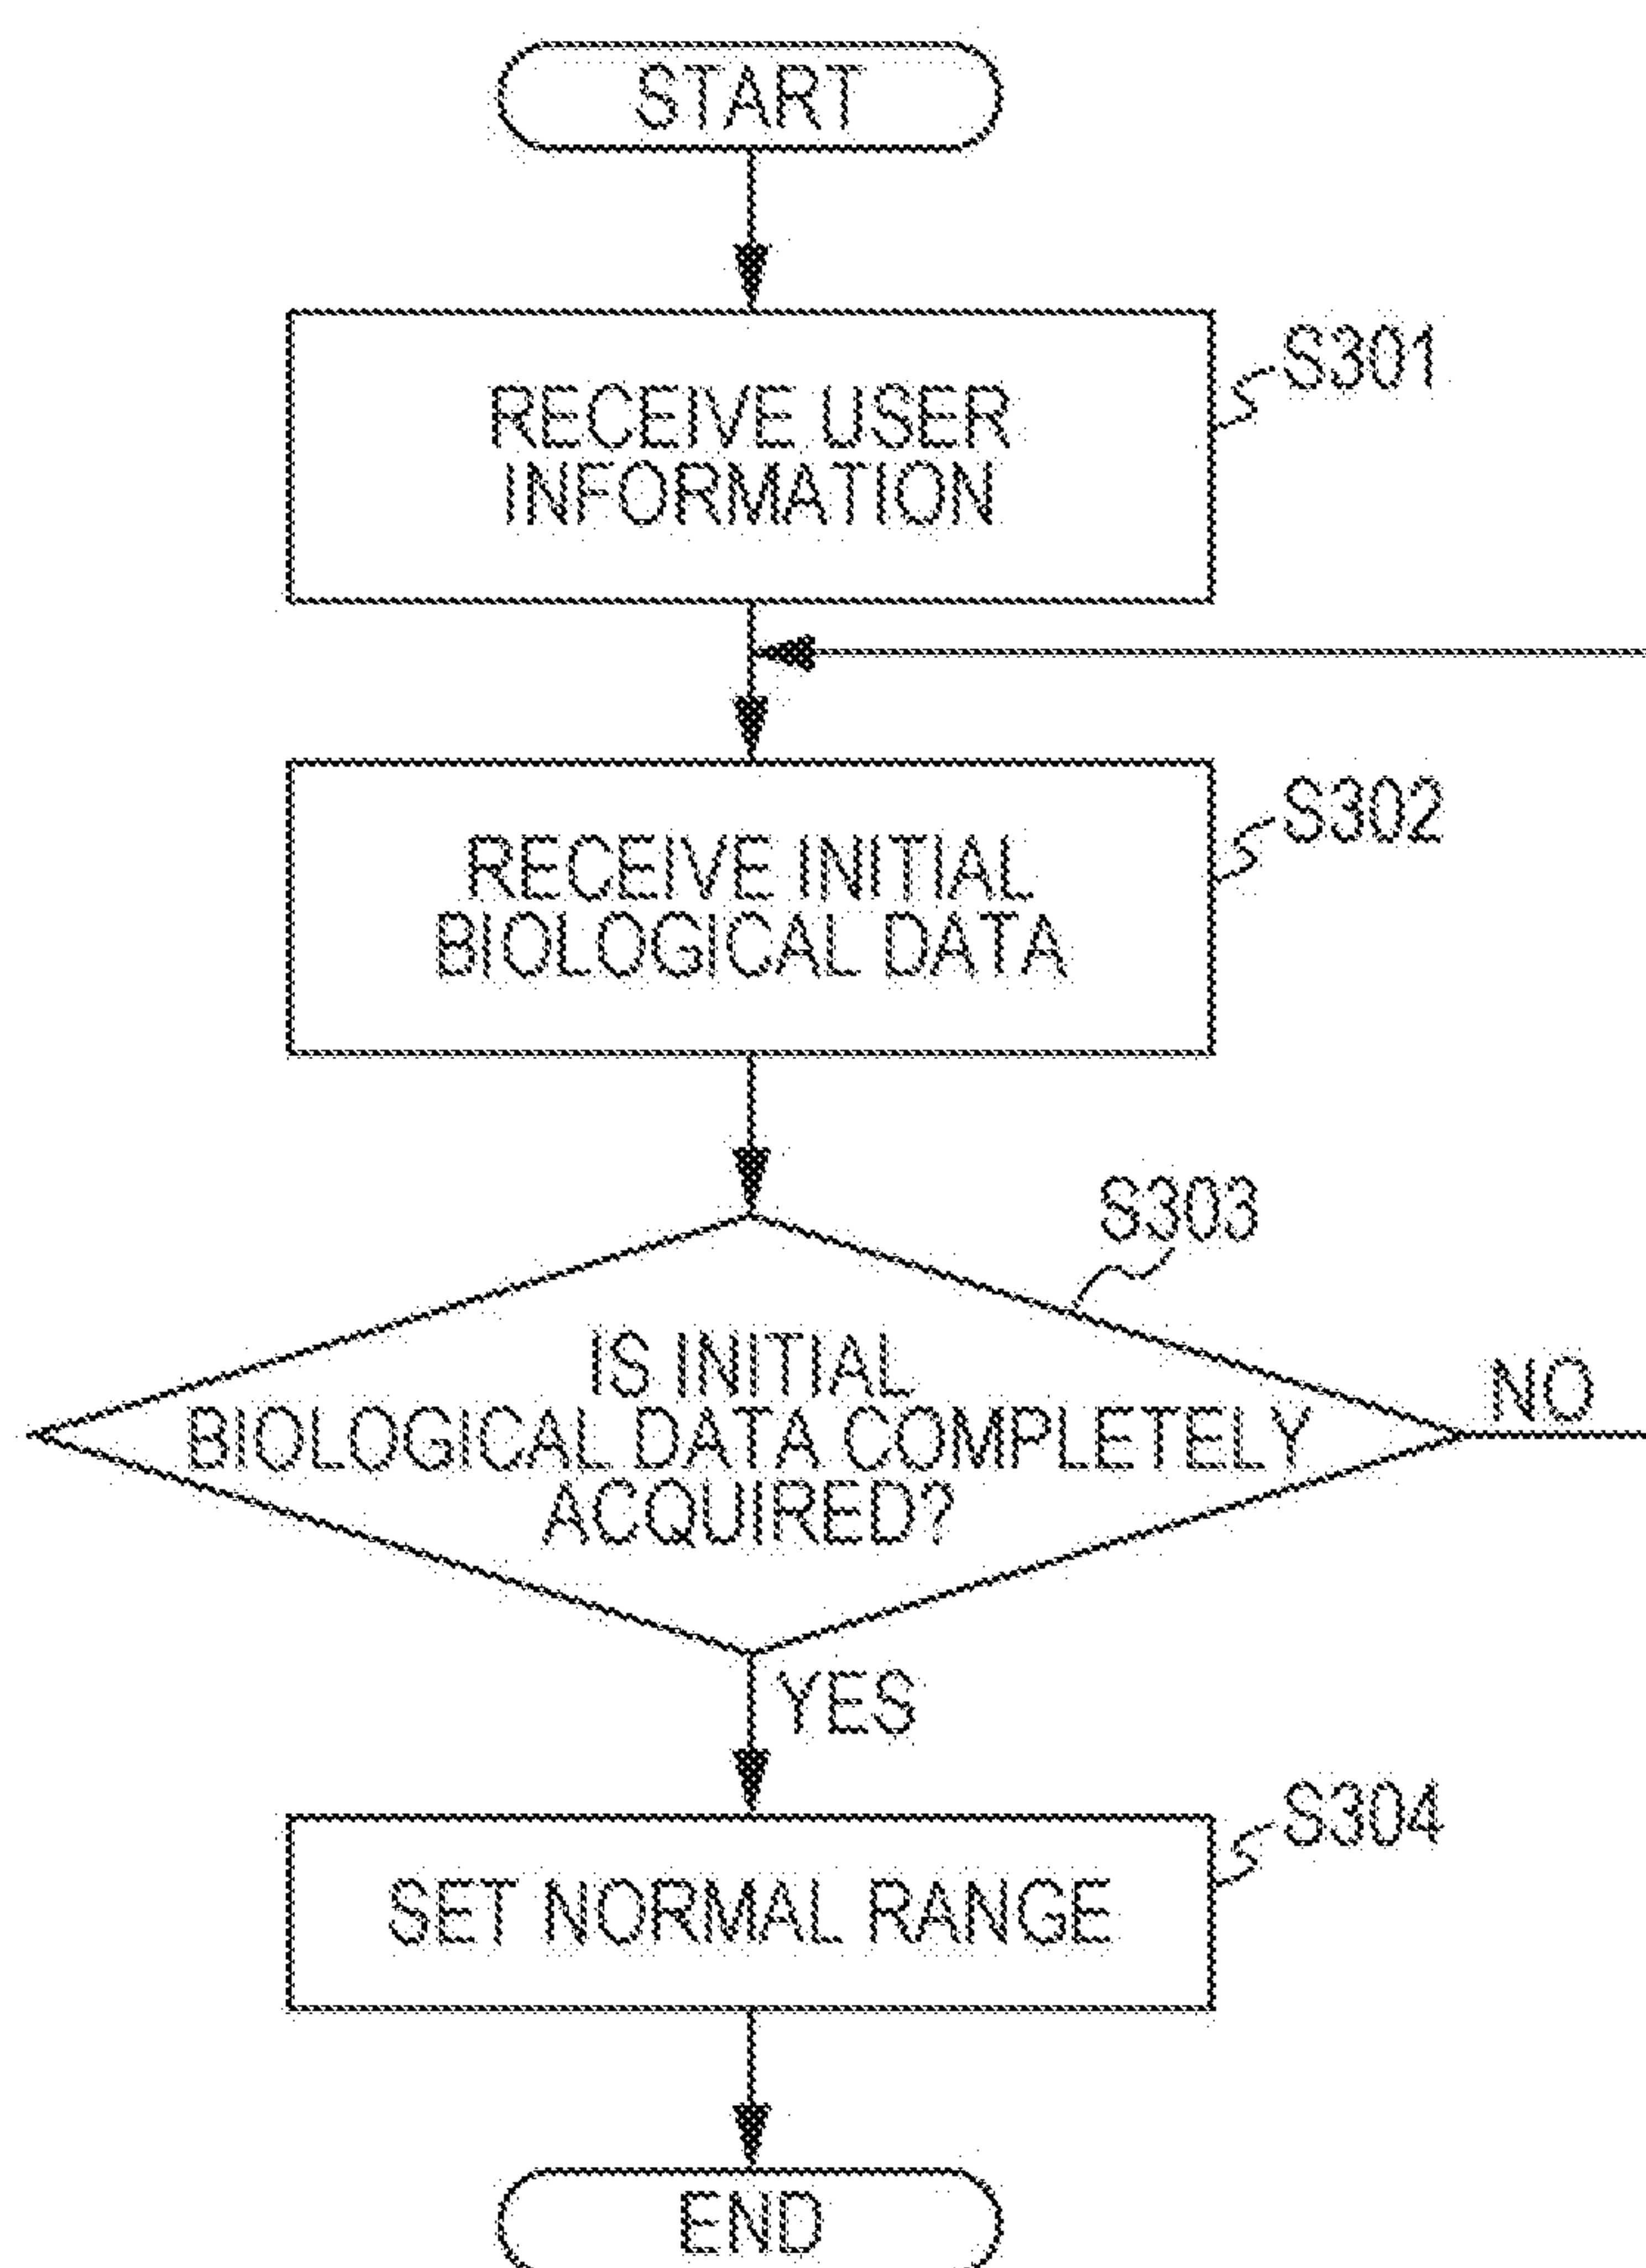 START
RECEIVE USER
INFORMATION
S301
RECEIVE INITIAL
BIOLOGICAL DATA
S302
S303
IS INITIAL
BIOLOGICAL DATA COMPLETELY
ACQUIRED?
NO
YES
SET NORMAL RANGE
S304
END